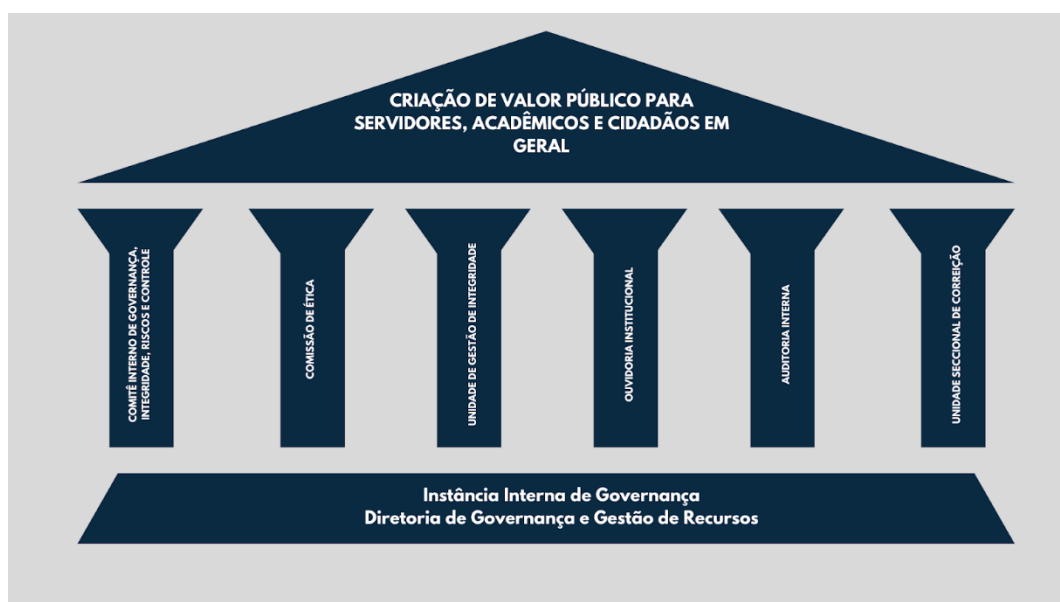 CRIAÇÃO DE VALOR PÚBLICO PARA
SERVIDORES, ACADÊMICOS E CIDADÃOS EM
GERAL
COMITÊ INTERNO DE GOVERNANÇA,
INTEGRIDADE, RISCOS E CONTROLE
COMISSÃO DE ÉTICA
UNIDADE DE GESTÃO DE INTEGRIDADE
OUVIDORIA INSTITUCIONAL
AUDITORIA INTERNA
UNIDADE SECCIONAL DE CORREIÇÃO
Instância Interna de Governança
Diretoria de Governança e Gestão de Recursos